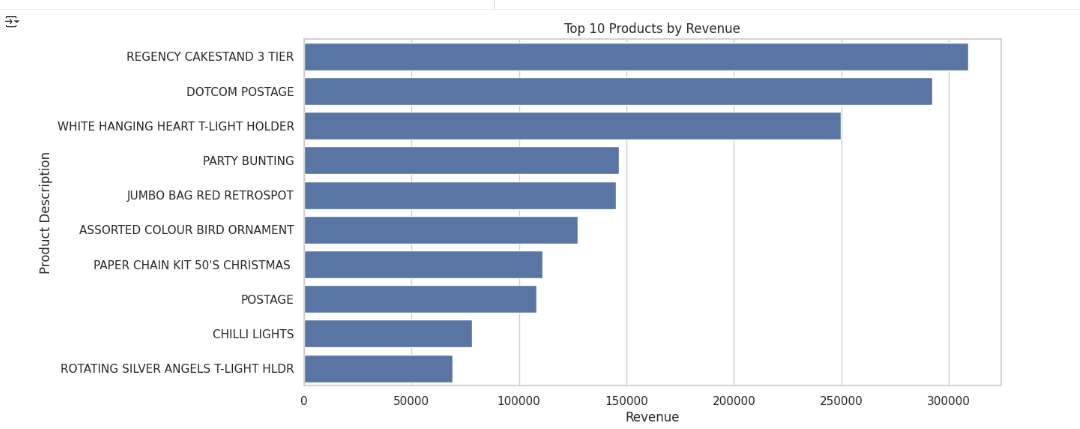 Top 10 Products by Revenue
Product Description
REGENCY CAKESTAND 3 TIER
DOTCOM POSTAGE
WHITE HANGING HEART T-LIGHT HOLDER
PARTY BUNTING
JUMBO BAG RED RETROSPOT
ASSORTED COLOUR BIRD ORNAMENT
PAPER CHAIN KIT 50'S CHRISTMAS
POSTAGE
CHILLI LIGHTS
ROTATING SILVER ANGELS T-LIGHT HLDR
0 50000 100000 150000 200000 250000 300000
Revenue